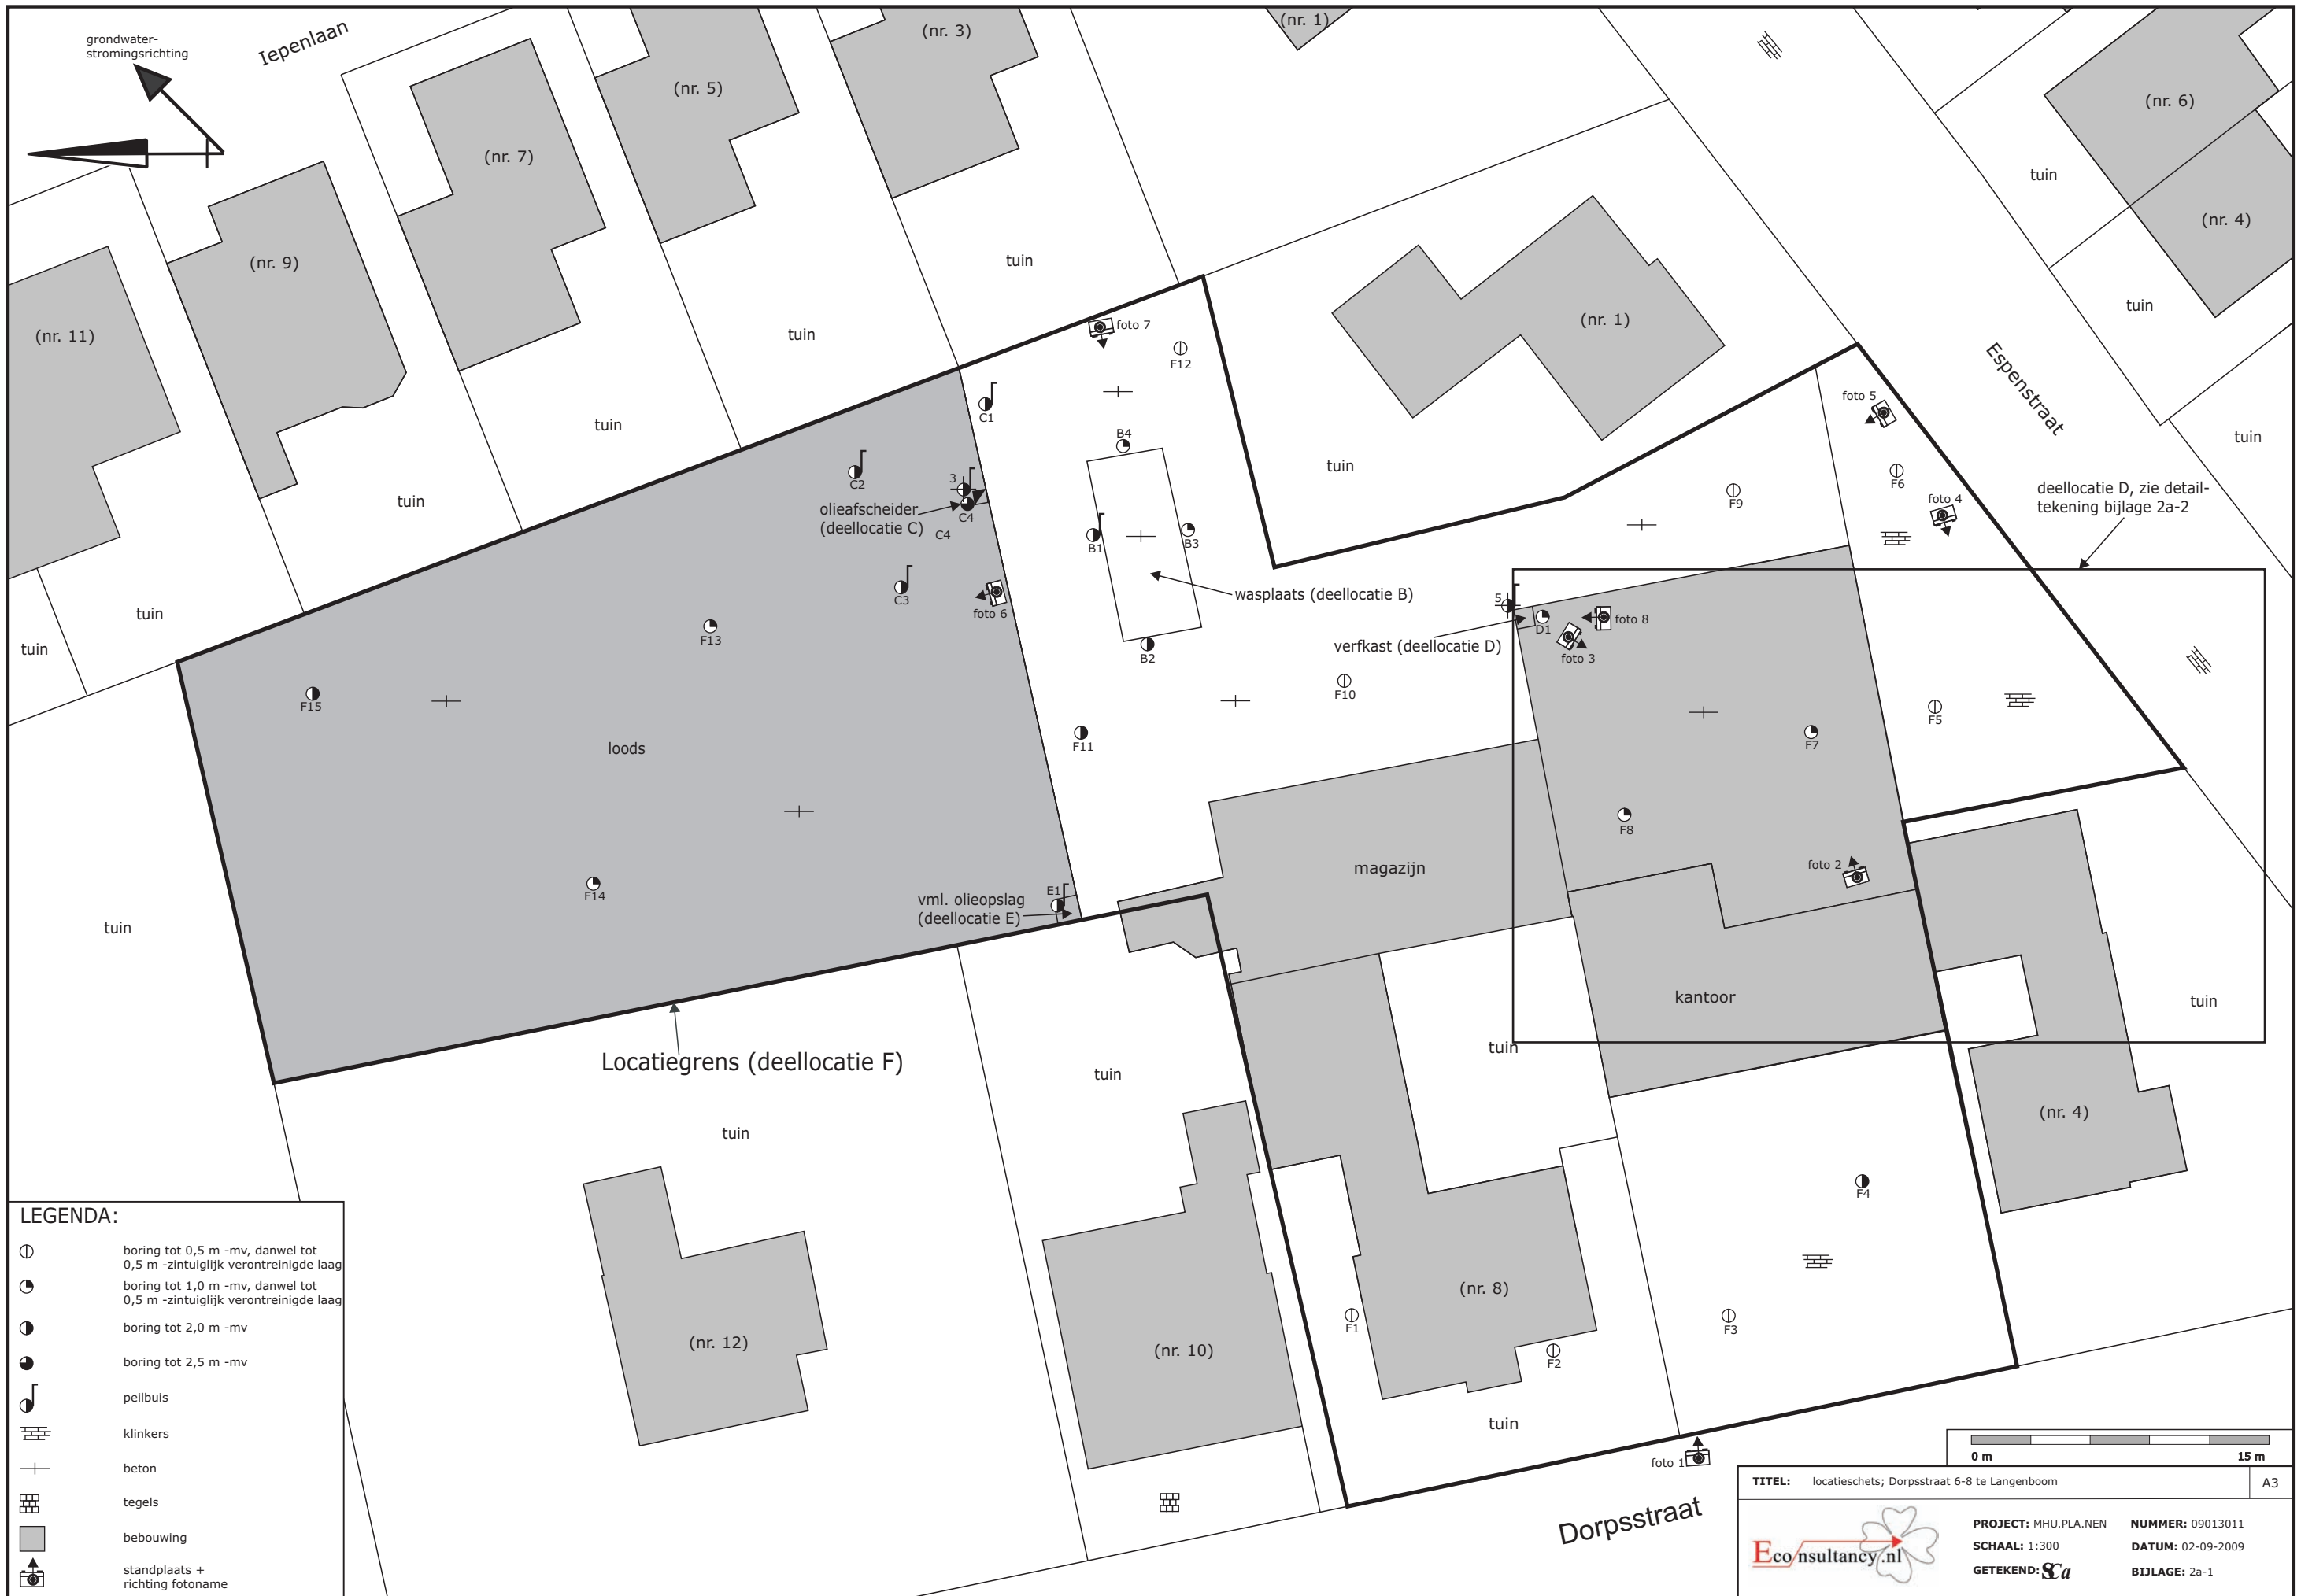 grondwater-
stromingsrichting
Iepenlaan
(nr. 3)
(nr. 1)
(nr. 5)
(nr. 6)
(nr. 7)
tuin
(nr. 4)
(nr. 9)
tuin
tuin
(nr. 11)
tuin
foto 7
F12
(nr. 1)
Espenstraat
foto 5
C1
tuin
B4
tuin
tuin
tuin
C2
3
olieafscheider
(deellocatie C)
C4
C4
F9
F6
foto 4
deellocatie D, zie detail-
tekening bijlage 2a-2
B1
B3
C3
foto 6
wasplaats (deellocatie B)
5
D1
foto 8
foto 3
verfkast (deellocatie D)
tuin
tuin
F13
B2
F10
F15
F5
loods
F11
F7
F8
magazijn
foto 2
F14
E1
vml. olieopslag
(deellocatie E)
tuin
kantoor
tuin
Locatiegrens (deellocatie F)
tuin
tuin
tuin
(nr. 4)
F4
(nr. 8)
F1
F3
(nr. 12)
(nr. 10)
F2
tuin
foto 1
Dorpsstraat
LEGENDA:
boring tot 0,5 m -mv, danwel tot
0,5 m -zintuiglijk verontreinigde laag
boring tot 1,0 m -mv, danwel tot
0,5 m -zintuiglijk verontreinigde laag
boring tot 2,0 m -mv
boring tot 2,5 m -mv
peilbuis
klinkers
beton
tegels
bebouwing
standplaats +
richting fotoname
0 m 15 m
TITEL: locatieschets; Dorpsstraat 6-8 te Langenboom A3
Econsultancy.nl
PROJECT: MHU.PLA.NEN NUMMER: 09013011
SCHAAL: 1:300 DATUM: 02-09-2009
GETEKEND: SCa BIJLAGE: 2a-1